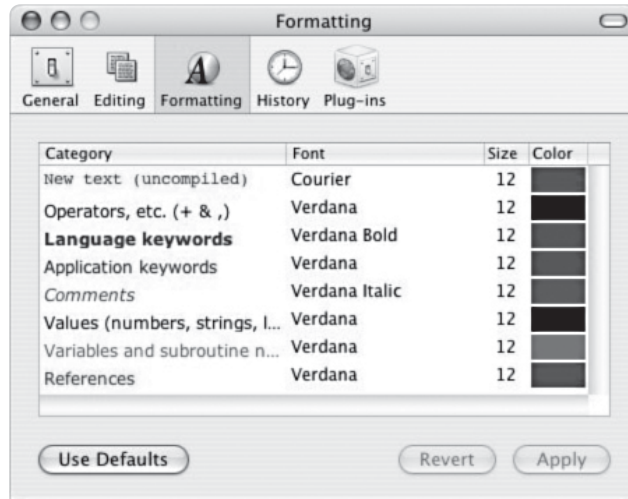 Formatting
General Editing Formatting History Plug-ins
Category Font Size Color
New text (uncompiled) Courier 12
Operators, etc. (+ & ,) Verdana 12
Language keywords Verdana Bold 12
Application keywords Verdana 12
Comments Verdana Italic 12
Values (numbers, strings, l... Verdana 12
Variables and subroutine n... Verdana 12
References Verdana 12
Use Defaults Revert Apply